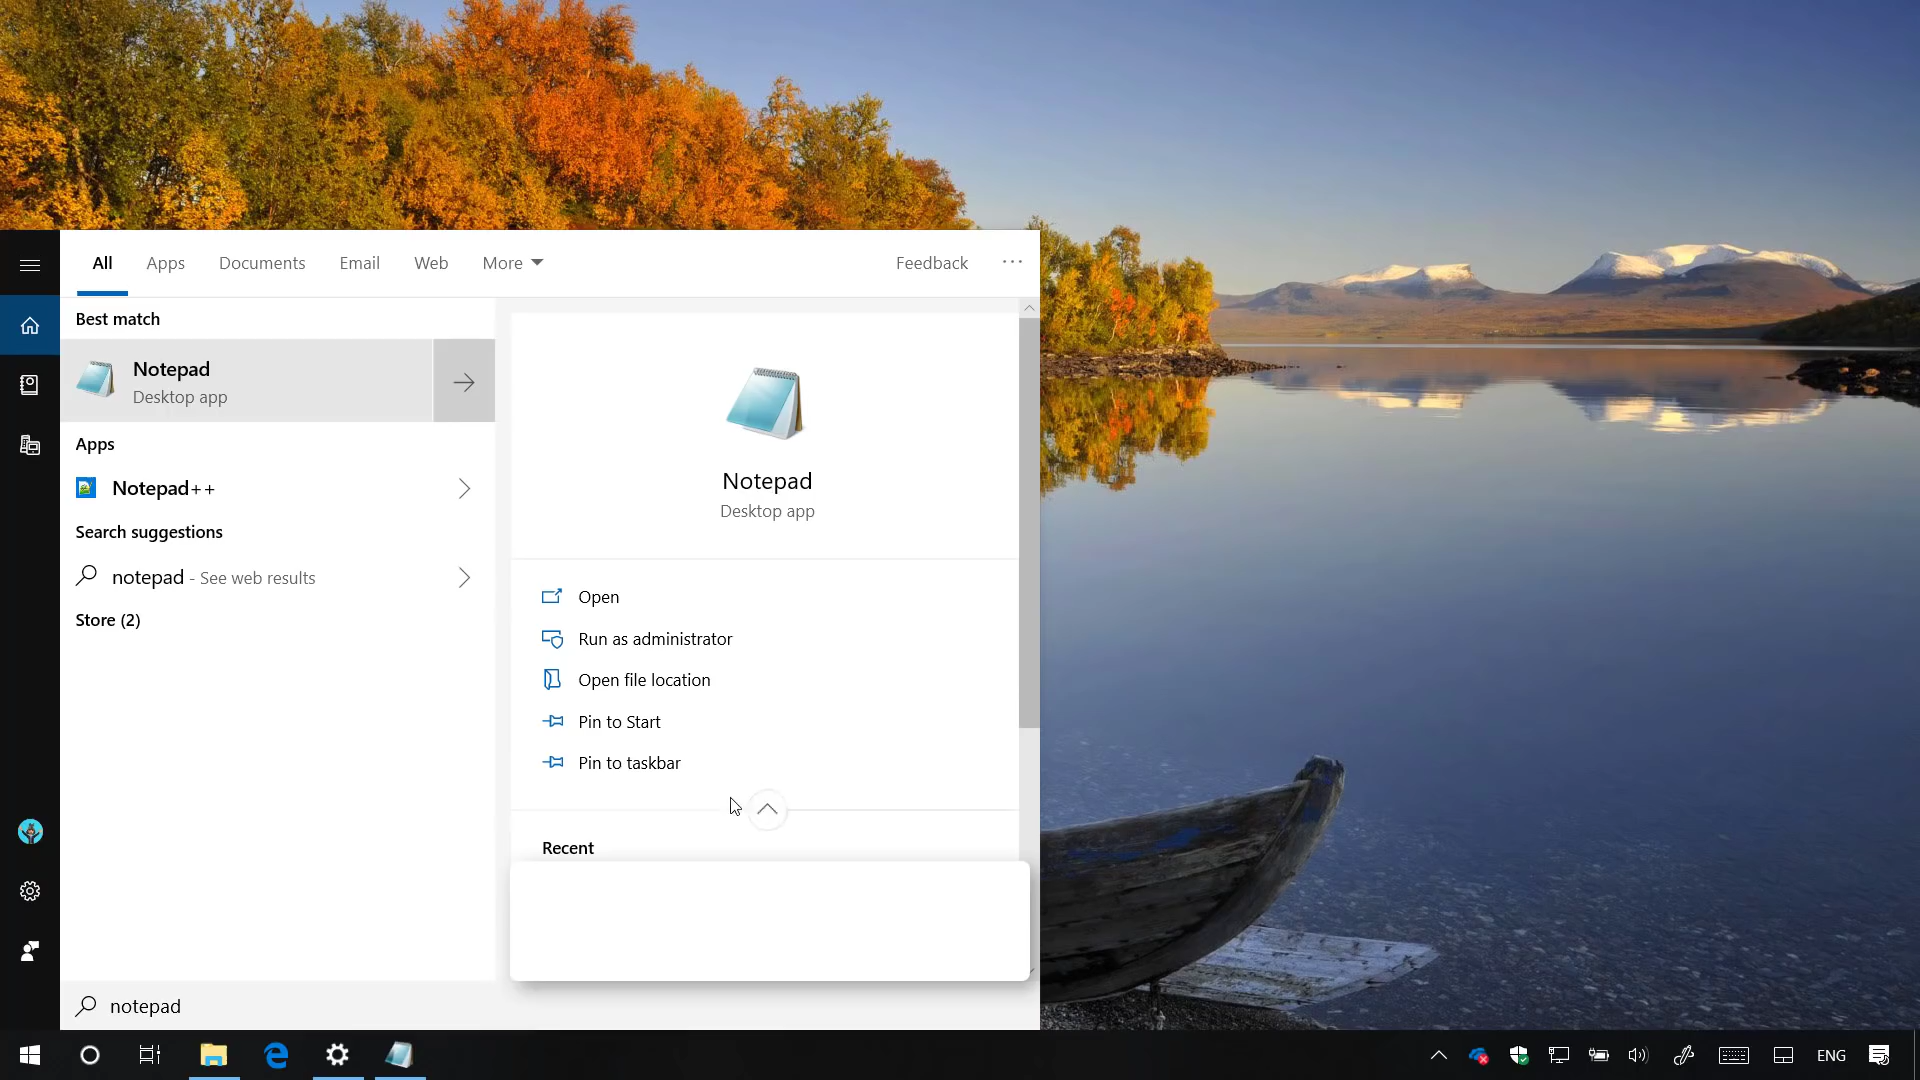 All Apps Documents Email Web More Feedback ...
Best match
Notepad
Desktop app
Apps
Notepad++
Search suggestions
notepad - See web results
Store (2)
Notepad
Desktop app
Open
Run as administrator
Open file location
Pin to Start
Pin to taskbar
Recent
notepad
ENG